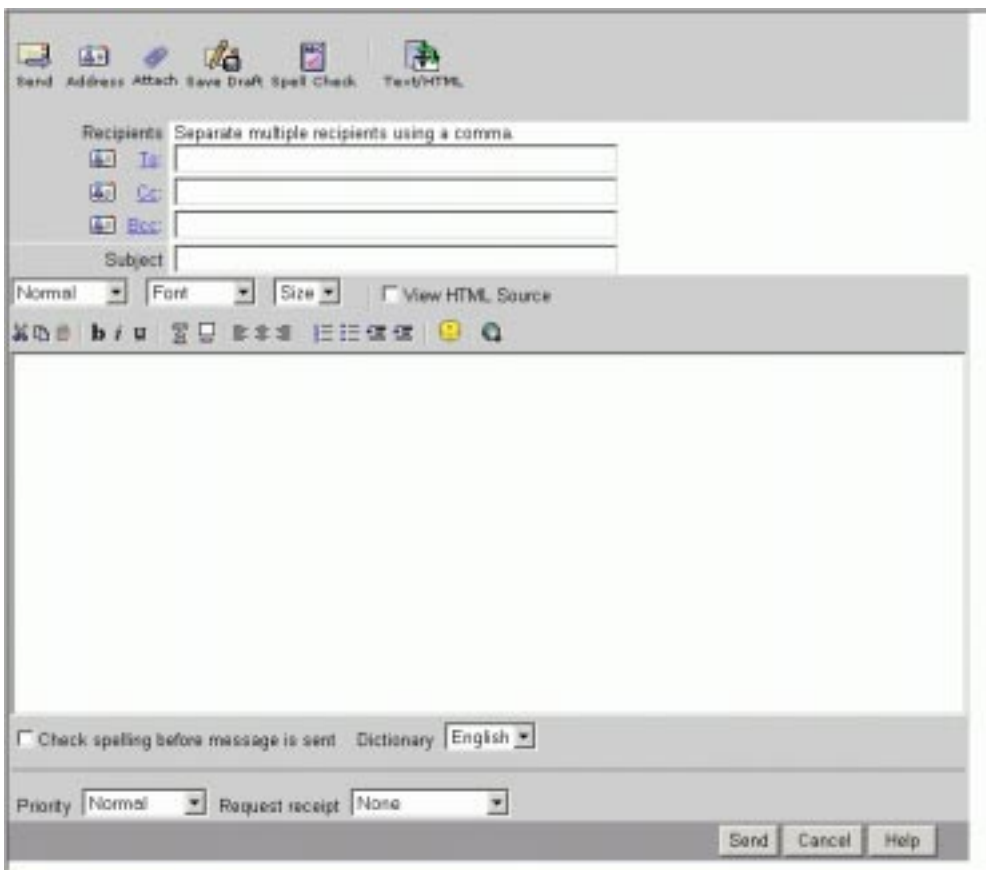 Send Address Attach Save Draft Spell Check Text/HTML
Recipients Separate multiple recipients using a comma.
To:
Cc:
Bcc:
Subject
Normal Font Size View HTML Source
b i u
Check spelling before message is sent Dictionary English
Priority Normal Request receipt None
Send Cancel Help